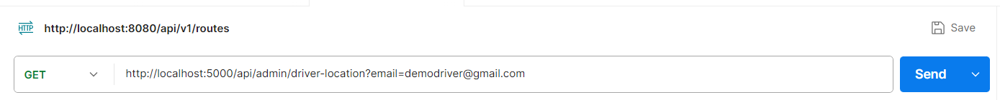 HTTP http://localhost:8080/api/v1/routes Save
GET http://localhost:5000/api/admin/driver-location?email=demodriver@gmail.com Send